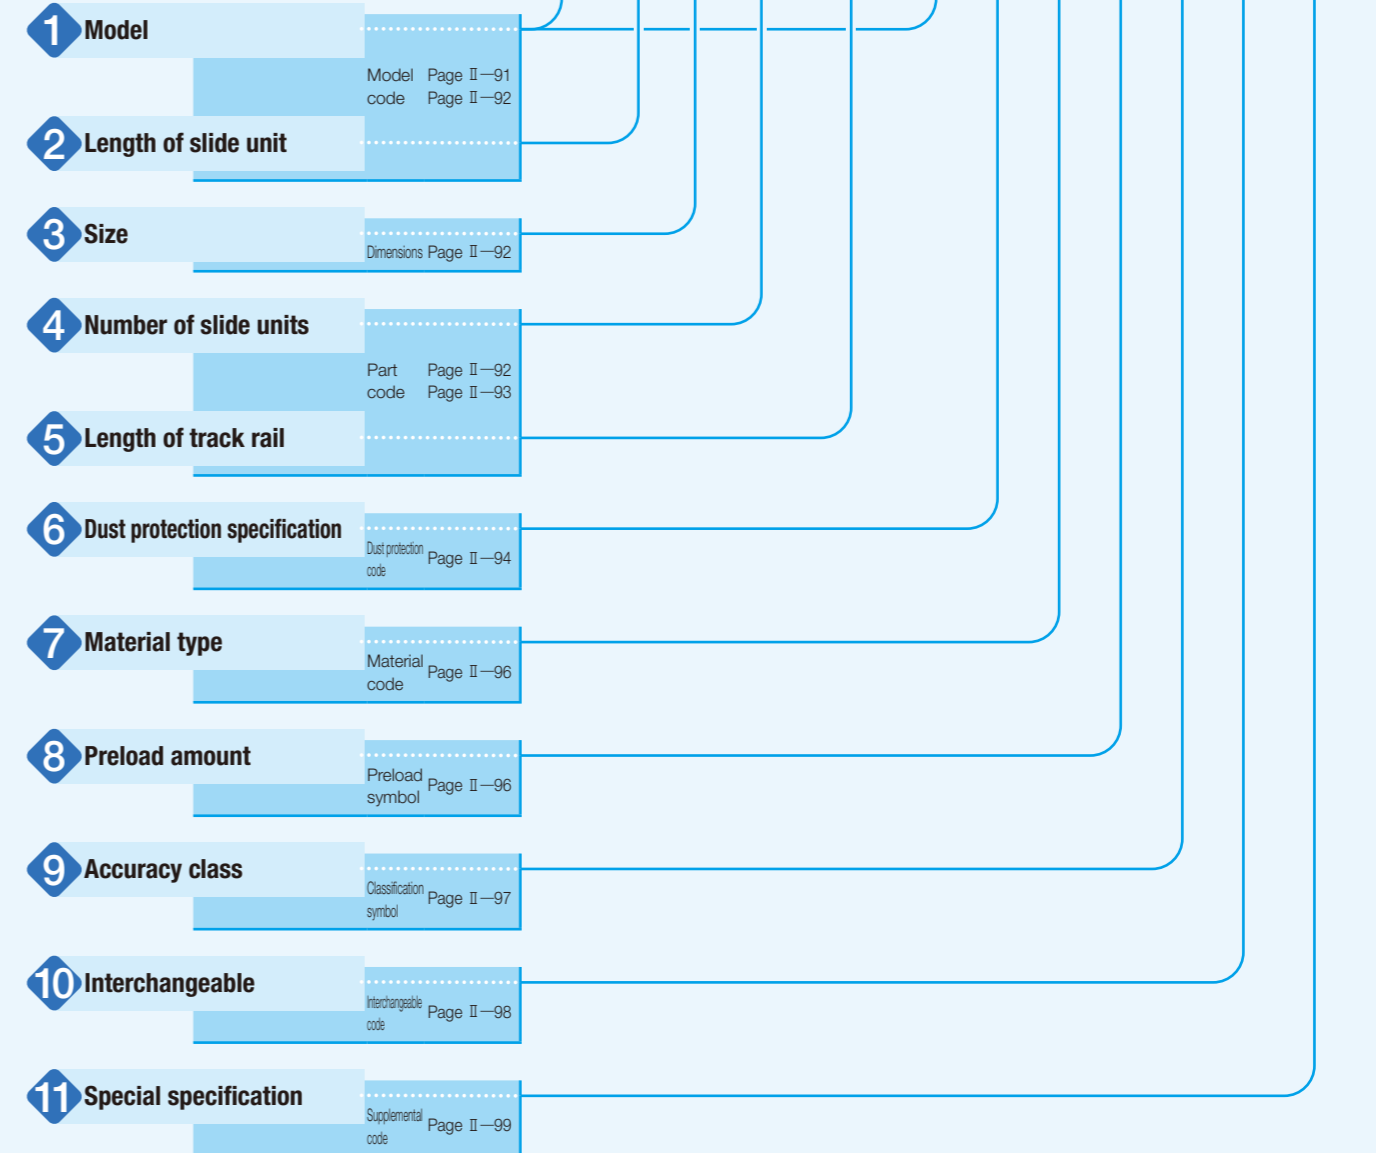 1 Model
Model Page Ⅱ—91
code Page Ⅱ—92
2 Length of slide unit
3 Size
Dimensions Page Ⅱ—92
4 Number of slide units
Part Page Ⅱ—92
code Page Ⅱ—93
5 Length of track rail
6 Dust protection specification
Dust protection
code
Page Ⅱ—94
7 Material type
Material
code
Page Ⅱ—96
8 Preload amount
Preload
symbol
Page Ⅱ—96
9 Accuracy class
Classification
symbol
Page Ⅱ—97
10 Interchangeable
Interchangeable
code
Page Ⅱ—98
11 Special specification
Supplemental
code
Page Ⅱ—99